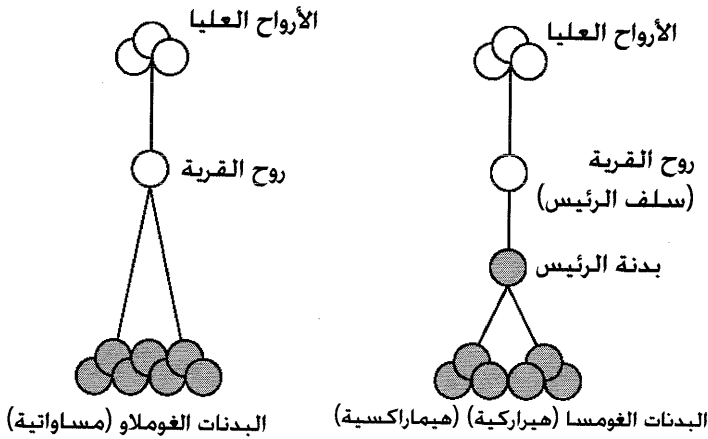 الأرواح العليا
روح القرية
(سلف الرئيس)
بدنة الرئيس
البدنات الغومسا (هيراركية) (هيماراكسية)
الأرواح العليا
روح القرية
البدنات الغوملاو (مساواتية)